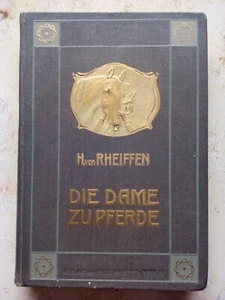 H. von RHEIFFEN
DIE DAME
ZU PFERDE